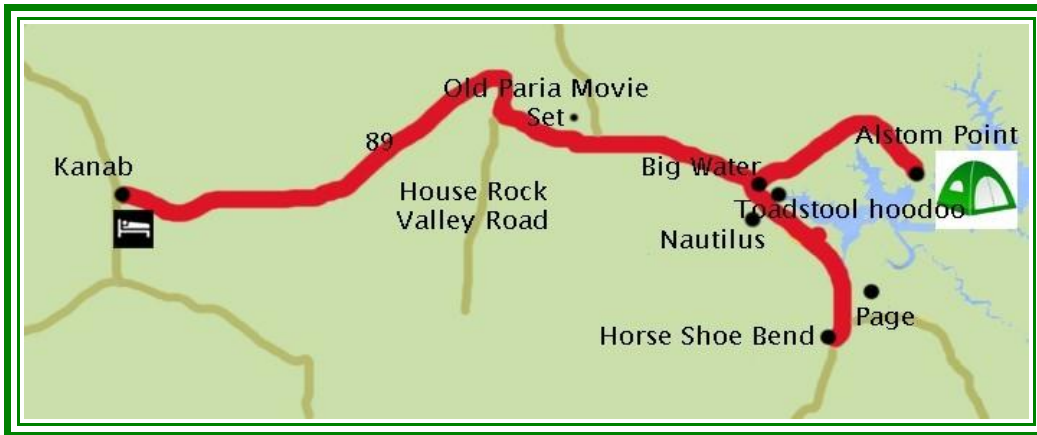 Old Paria Movie
Set
89
Alstom Point
Kanab
Big Water
House Rock
Valley Road
Toadstool hoodoo
Nautilus
Page
Horse Shoe Bend